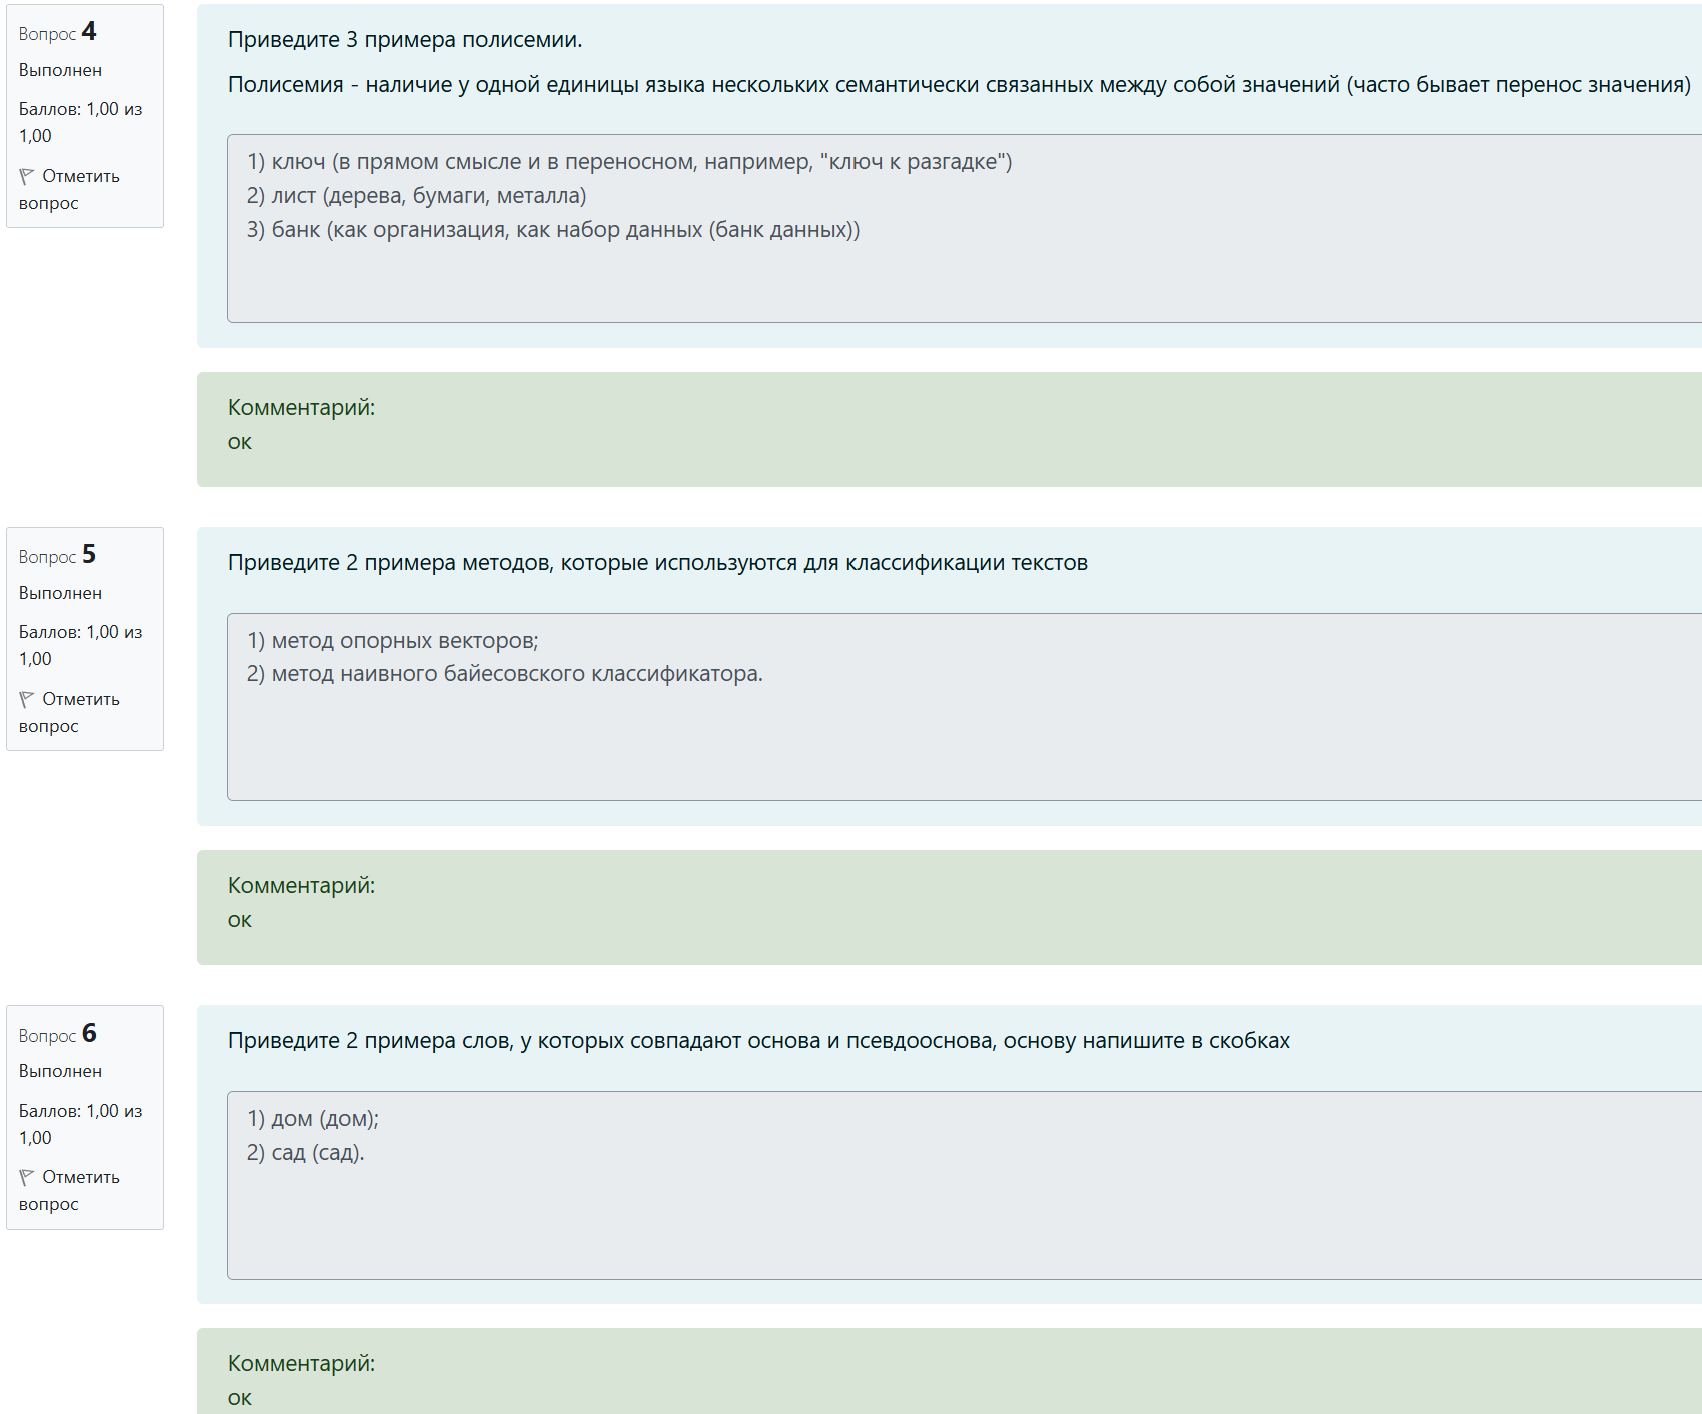 Вопрос 4
Выполнен
Баллов: 1,00 из
1,00
Отметить
вопрос
Приведите 3 примера полисемии.
Полисемия - наличие у одной единицы языка нескольких семантически связанных между собой значений (часто бывает перенос значения)
1) ключ (в прямом смысле и в переносном, например, "ключ к разгадке")
2) лист (дерева, бумаги, металла)
3) банк (как организация, как набор данных (банк данных))
Комментарий:
ок
Вопрос 5
Выполнен
Баллов: 1,00 из
1,00
Отметить
вопрос
Приведите 2 примера методов, которые используются для классификации текстов
1) метод опорных векторов;
2) метод наивного байесовского классификатора.
Комментарий:
ок
Вопрос 6
Выполнен
Баллов: 1,00 из
1,00
Отметить
вопрос
Приведите 2 примера слов, у которых совпадают основа и псевдооснова, основу напишите в скобках
1) дом (дом);
2) сад (сад).
Комментарий:
ок